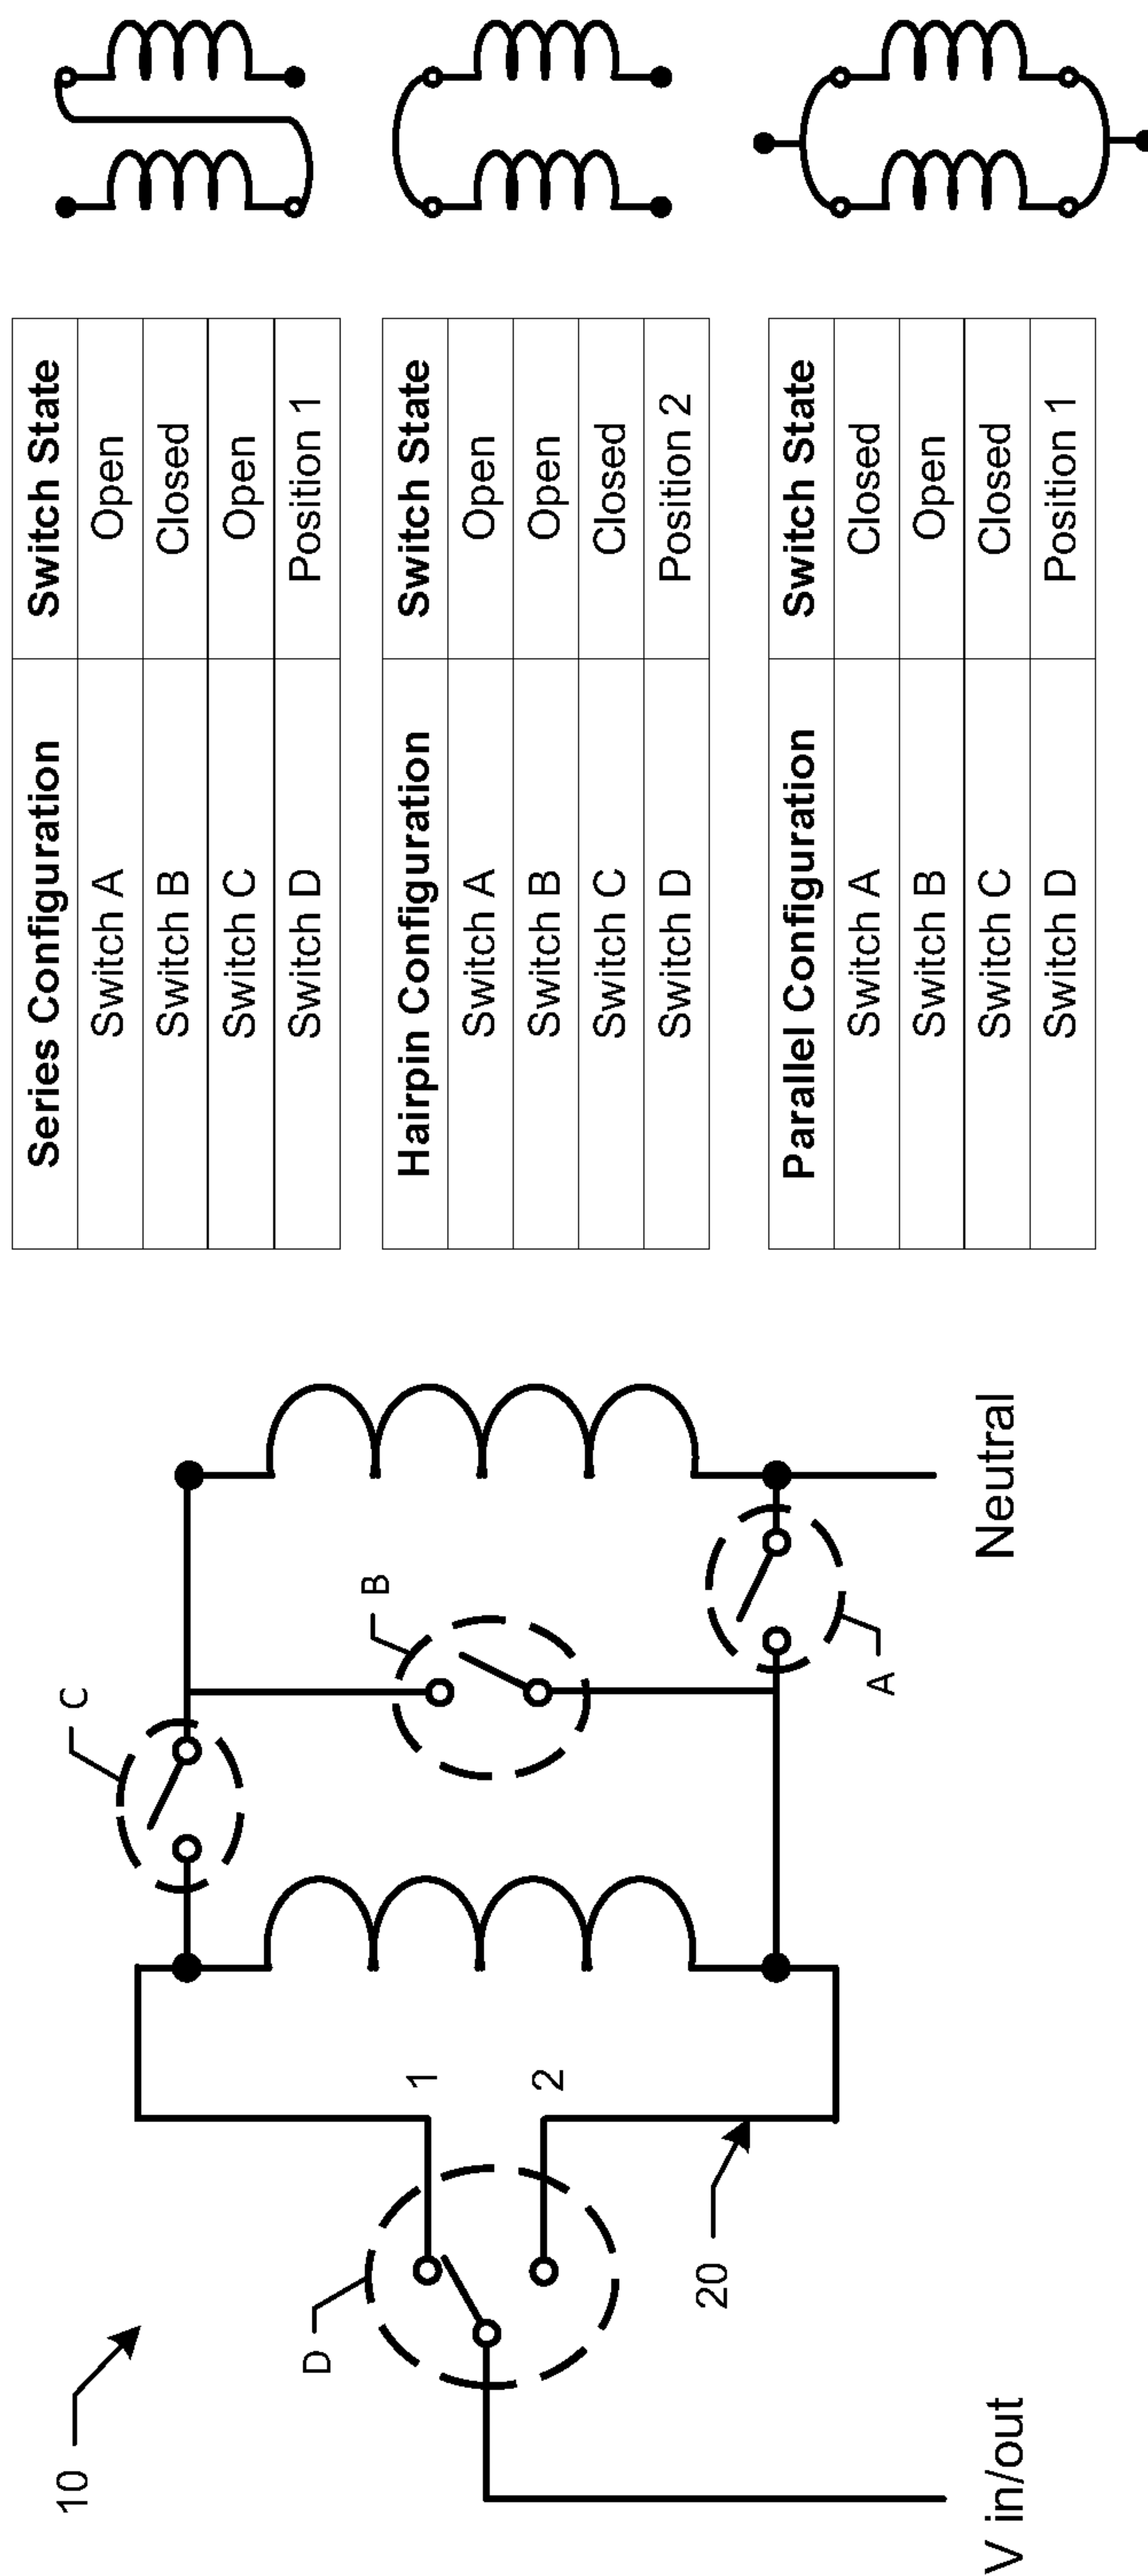 10
D
1
2
20
V in/out
C
B
A
Neutral
Series Configuration Switch State
Switch A Open
Switch B Closed
Switch C Open
Switch D Position 1
Hairpin Configuration Switch State
Switch A Open
Switch B Open
Switch C Closed
Switch D Position 2
Parallel Configuration Switch State
Switch A Closed
Switch B Open
Switch C Closed
Switch D Position 1